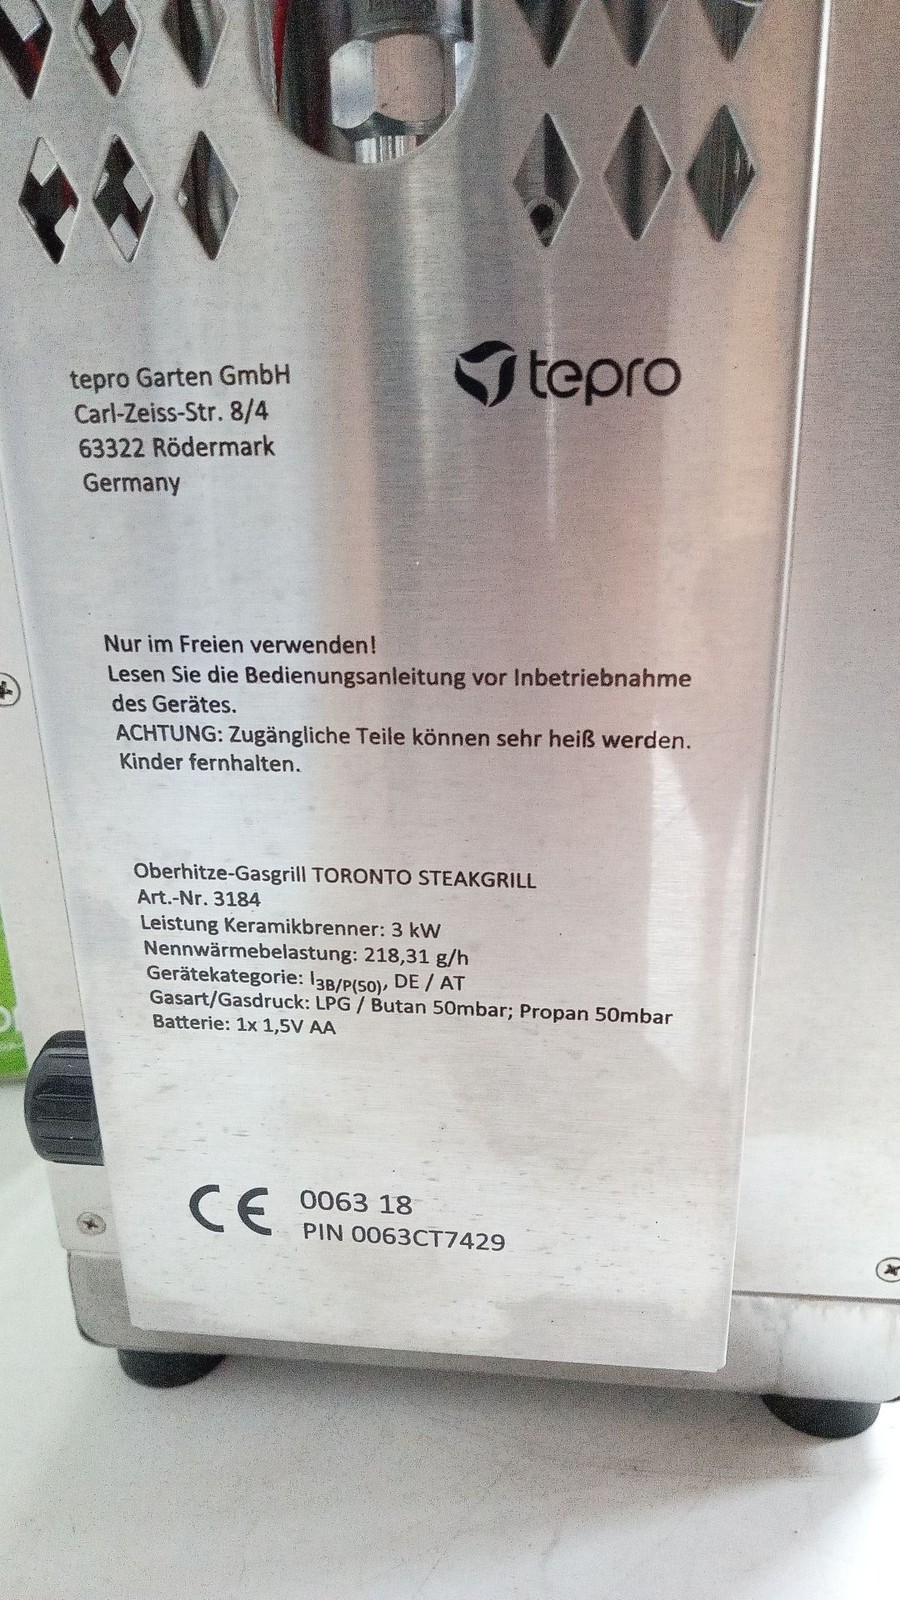 tepro Garten GmbH
Carl-Zeiss-Str. 8/4
63322 Rödermark
Germany
tepro
Nur im Freien verwenden!
Lesen Sie die Bedienungsanleitung vor Inbetriebnahme
des Gerätes.
ACHTUNG: Zugängliche Teile können sehr heiß werden.
Kinder fernhalten.
Oberhitze-Gasgrill TORONTO STEAKGRILL
Art.-Nr. 3184
Leistung Keramikbrenner: 3 kW
Nennwärmebelastung: 218,31 g/h
Gerätekategorie: I3B/P(50), DE / AT
Gasart/Gasdruck: LPG / Butan 50mbar; Propan 50mbar
Batterie: 1x 1,5V AA
CE 0063 18
PIN 0063CT7429